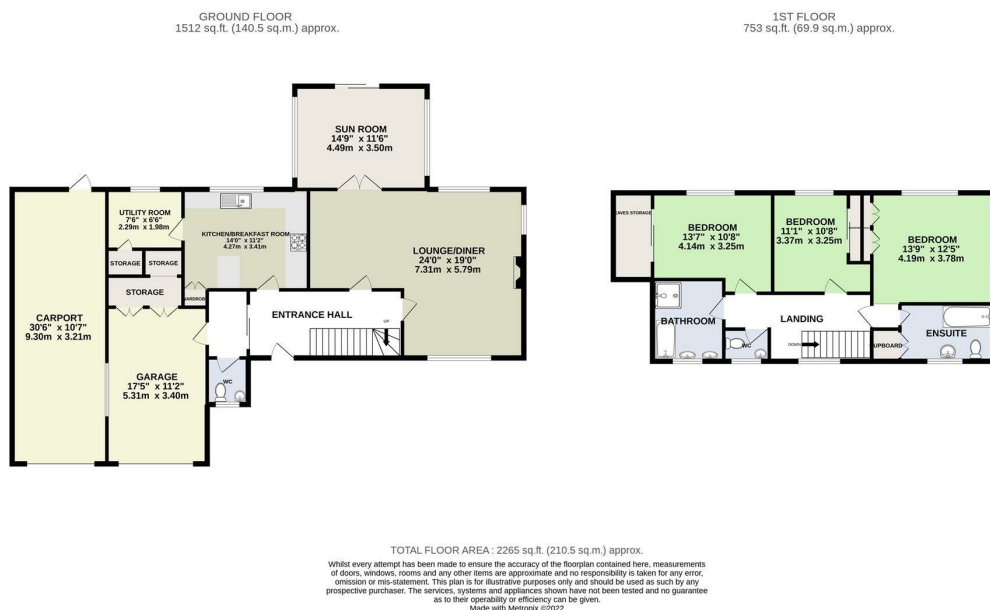 GROUND FLOOR
1512 sq.ft. (140.5 sq.m.) approx.
1ST FLOOR
753 sq.ft. (69.9 sq.m.) approx.
SUN ROOM
14'9" x 11'6"
4.49m x 3.50m
UTILITY ROOM
7'6" x 6'6"
2.29m x 1.98m
KITCHEN/BREAKFAST ROOM
14'0" x 11'2"
4.27m x 3.41m
LOUNGE/DINER
24'0" x 19'0"
7.31m x 5.79m
STORAGE
STORAGE
STORAGE
WARDROBE
CARPORT
30'6" x 10'7"
9.30m x 3.21m
ENTRANCE HALL
UP
GARAGE
17'5" x 11'2"
5.31m x 3.40m
WC
EAVES STORAGE
BEDROOM
13'7" x 10'8"
4.14m x 3.25m
BEDROOM
11'1" x 10'8"
3.37m x 3.25m
BEDROOM
13'9" x 12'5"
4.19m x 3.78m
BATHROOM
LANDING
ENSUITE
DOWN
WC
CUPBOARD
TOTAL FLOOR AREA : 2265 sq.ft. (210.5 sq.m.) approx.
Whilst every attempt has been made to ensure the accuracy of the floorplan contained here, measurements
of doors, windows, rooms and any other items are approximate and no responsibility is taken for any error,
omission or mis-statement. This plan is for illustrative purposes only and should be used as such by any
prospective purchaser. The services, systems and appliances shown have not been tested and no guarantee
as to their operability or efficiency can be given.
Made with Metropix ©2022